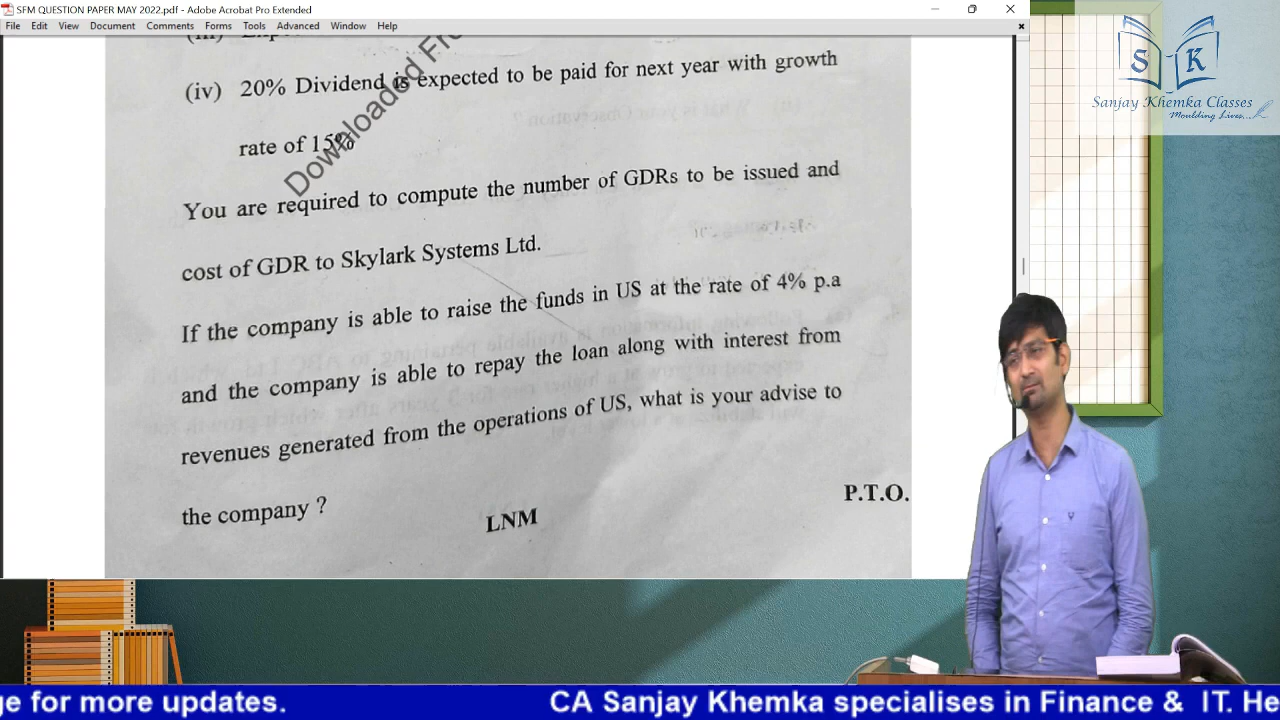 SFM QUESTION PAPER MAY 2022.pdf - Adobe Acrobat Pro Extended
File Edit View Document Comments Forms Tools Advanced Window Help
(iv) 20% Dividend is expected to be paid for next year with growth
rate of 15%
You are required to compute the number of GDRs to be issued and
cost of GDR to Skylark Systems Ltd.
If the company is able to raise the funds in US at the rate of 4% p.a
and the company is able to repay the loan along with interest from
revenues generated from the operations of US, what is your advise to
the company ?
P.T.O.
LNM
Downloaded
S K
Sanjay Khemka Classes
Moulding Lives...
ge for more updates.
CA Sanjay Khemka specialises in Finance & IT. He